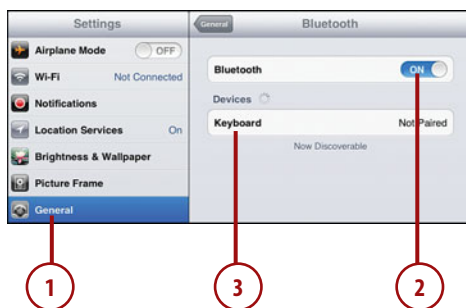 Settings
Airplane Mode OFF
Wi-Fi Not Connected
Notifications
Location Services On
Brightness & Wallpaper
Picture Frame
General
General Bluetooth
Bluetooth ON
Devices
Keyboard Not Paired
Now Discoverable
1
3
2